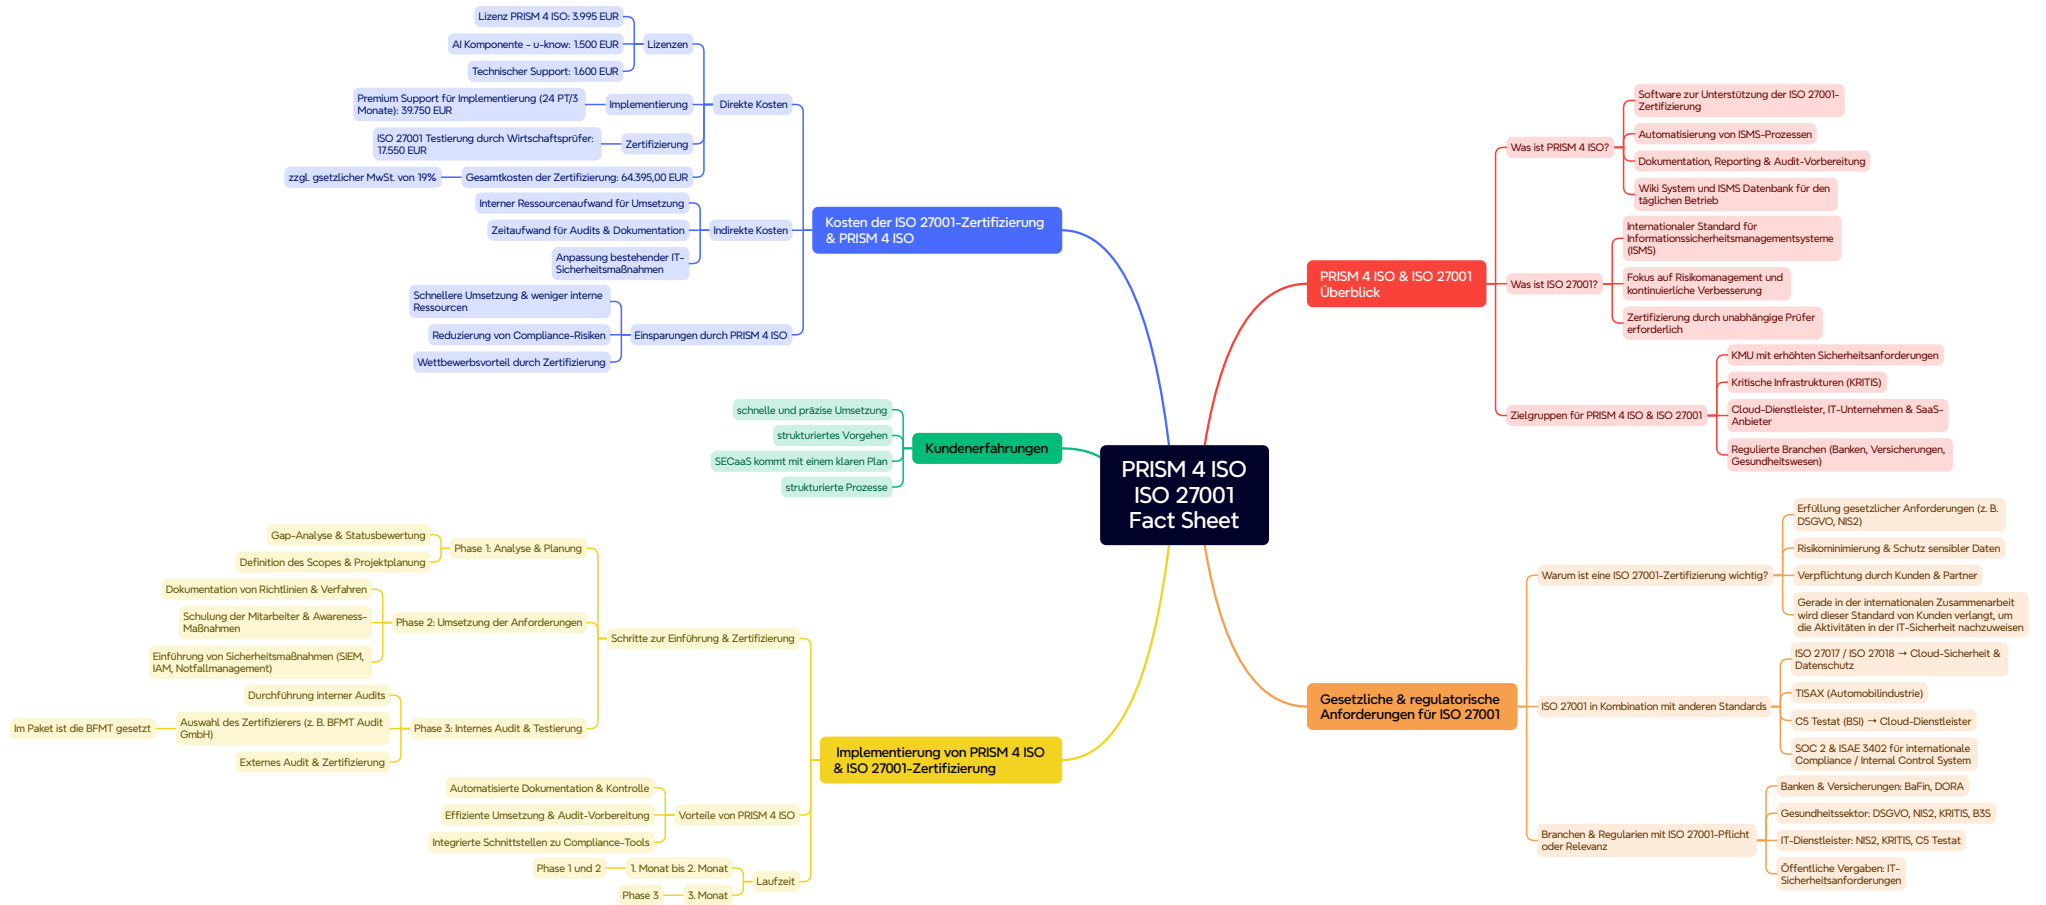 PRISM 4 ISO
ISO 27001
Fact Sheet
PRISM 4 ISO & ISO 27001
Überblick
Was ist PRISM 4 ISO?
Software zur Unterstützung der ISO 27001-
Zertifizierung
Automatisierung von ISMS-Prozessen
Dokumentation, Reporting & Audit-Vorbereitung
Wiki System und ISMS Datenbank für den
täglichen Betrieb
Was ist ISO 27001?
Internationaler Standard für
Informationssicherheitsmanagementsysteme
(ISMS)
Fokus auf Risikomanagement und
kontinuierliche Verbesserung
Zertifizierung durch unabhängige Prüfer
erforderlich
Zielgruppen für PRISM 4 ISO & ISO 27001
KMU mit erhöhten Sicherheitsanforderungen
Kritische Infrastrukturen (KRITIS)
Cloud-Dienstleister, IT-Unternehmen & SaaS-
Anbieter
Regulierte Branchen (Banken, Versicherungen,
Gesundheitswesen)
Gesetzliche & regulatorische
Anforderungen für ISO 27001
Warum ist eine ISO 27001-Zertifizierung wichtig?
Erfüllung gesetzlicher Anforderungen (z. B.
DSGVO, NIS2)
Risikominimierung & Schutz sensibler Daten
Verpflichtung durch Kunden & Partner
Gerade in der internationalen Zusammenarbeit
wird dieser Standard von Kunden verlangt, um
die Aktivitäten in der IT-Sicherheit nachzuweisen
ISO 27001 in Kombination mit anderen Standards
ISO 27017 / ISO 27018 → Cloud-Sicherheit &
Datenschutz
TISAX (Automobilindustrie)
C5 Testat (BSI) → Cloud-Dienstleister
SOC 2 & ISAE 3402 für internationale
Compliance / Internal Control System
Branchen & Regularien mit ISO 27001-Pflicht
oder Relevanz
Banken & Versicherungen: BaFin, DORA
Gesundheitssektor: DSGVO, NIS2, KRITIS, B3S
IT-Dienstleister: NIS2, KRITIS, C5 Testat
Öffentliche Vergaben: IT-
Sicherheitsanforderungen
Kosten der ISO 27001-Zertifizierung
& PRISM 4 ISO
Direkte Kosten
Lizenzen
Lizenz PRISM 4 ISO: 3.995 EUR
AI Komponente - u-know: 1.500 EUR
Technischer Support: 1.600 EUR
Implementierung
Premium Support für Implementierung (24 PT/3
Monate): 39.750 EUR
Zertifizierung
ISO 27001 Testierung durch Wirtschaftsprüfer:
17.550 EUR
Gesamtkosten der Zertifizierung: 64.395,00 EUR
zzgl. gsetzlicher MwSt. von 19%
Indirekte Kosten
Interner Ressourcenaufwand für Umsetzung
Zeitaufwand für Audits & Dokumentation
Anpassung bestehender IT-
Sicherheitsmaßnahmen
Einsparungen durch PRISM 4 ISO
Schnellere Umsetzung & weniger interne
Ressourcen
Reduzierung von Compliance-Risiken
Wettbewerbsvorteil durch Zertifizierung
Kundenerfahrungen
schnelle und präzise Umsetzung
strukturiertes Vorgehen
SECaaS kommt mit einem klaren Plan
strukturierte Prozesse
Implementierung von PRISM 4 ISO
& ISO 27001-Zertifizierung
Schritte zur Einführung & Zertifizierung
Phase 1: Analyse & Planung
Gap-Analyse & Statusbewertung
Definition des Scopes & Projektplanung
Phase 2: Umsetzung der Anforderungen
Dokumentation von Richtlinien & Verfahren
Schulung der Mitarbeiter & Awareness-
Maßnahmen
Einführung von Sicherheitsmaßnahmen (SIEM,
IAM, Notfallmanagement)
Phase 3: Internes Audit & Testierung
Durchführung interner Audits
Auswahl des Zertifizierers (z. B. BFMT Audit
GmbH)
Im Paket ist die BFMT gesetzt
Externes Audit & Zertifizierung
Vorteile von PRISM 4 ISO
Automatisierte Dokumentation & Kontrolle
Effiziente Umsetzung & Audit-Vorbereitung
Integrierte Schnittstellen zu Compliance-Tools
Laufzeit
1. Monat bis 2. Monat
Phase 1 und 2
3. Monat
Phase 3